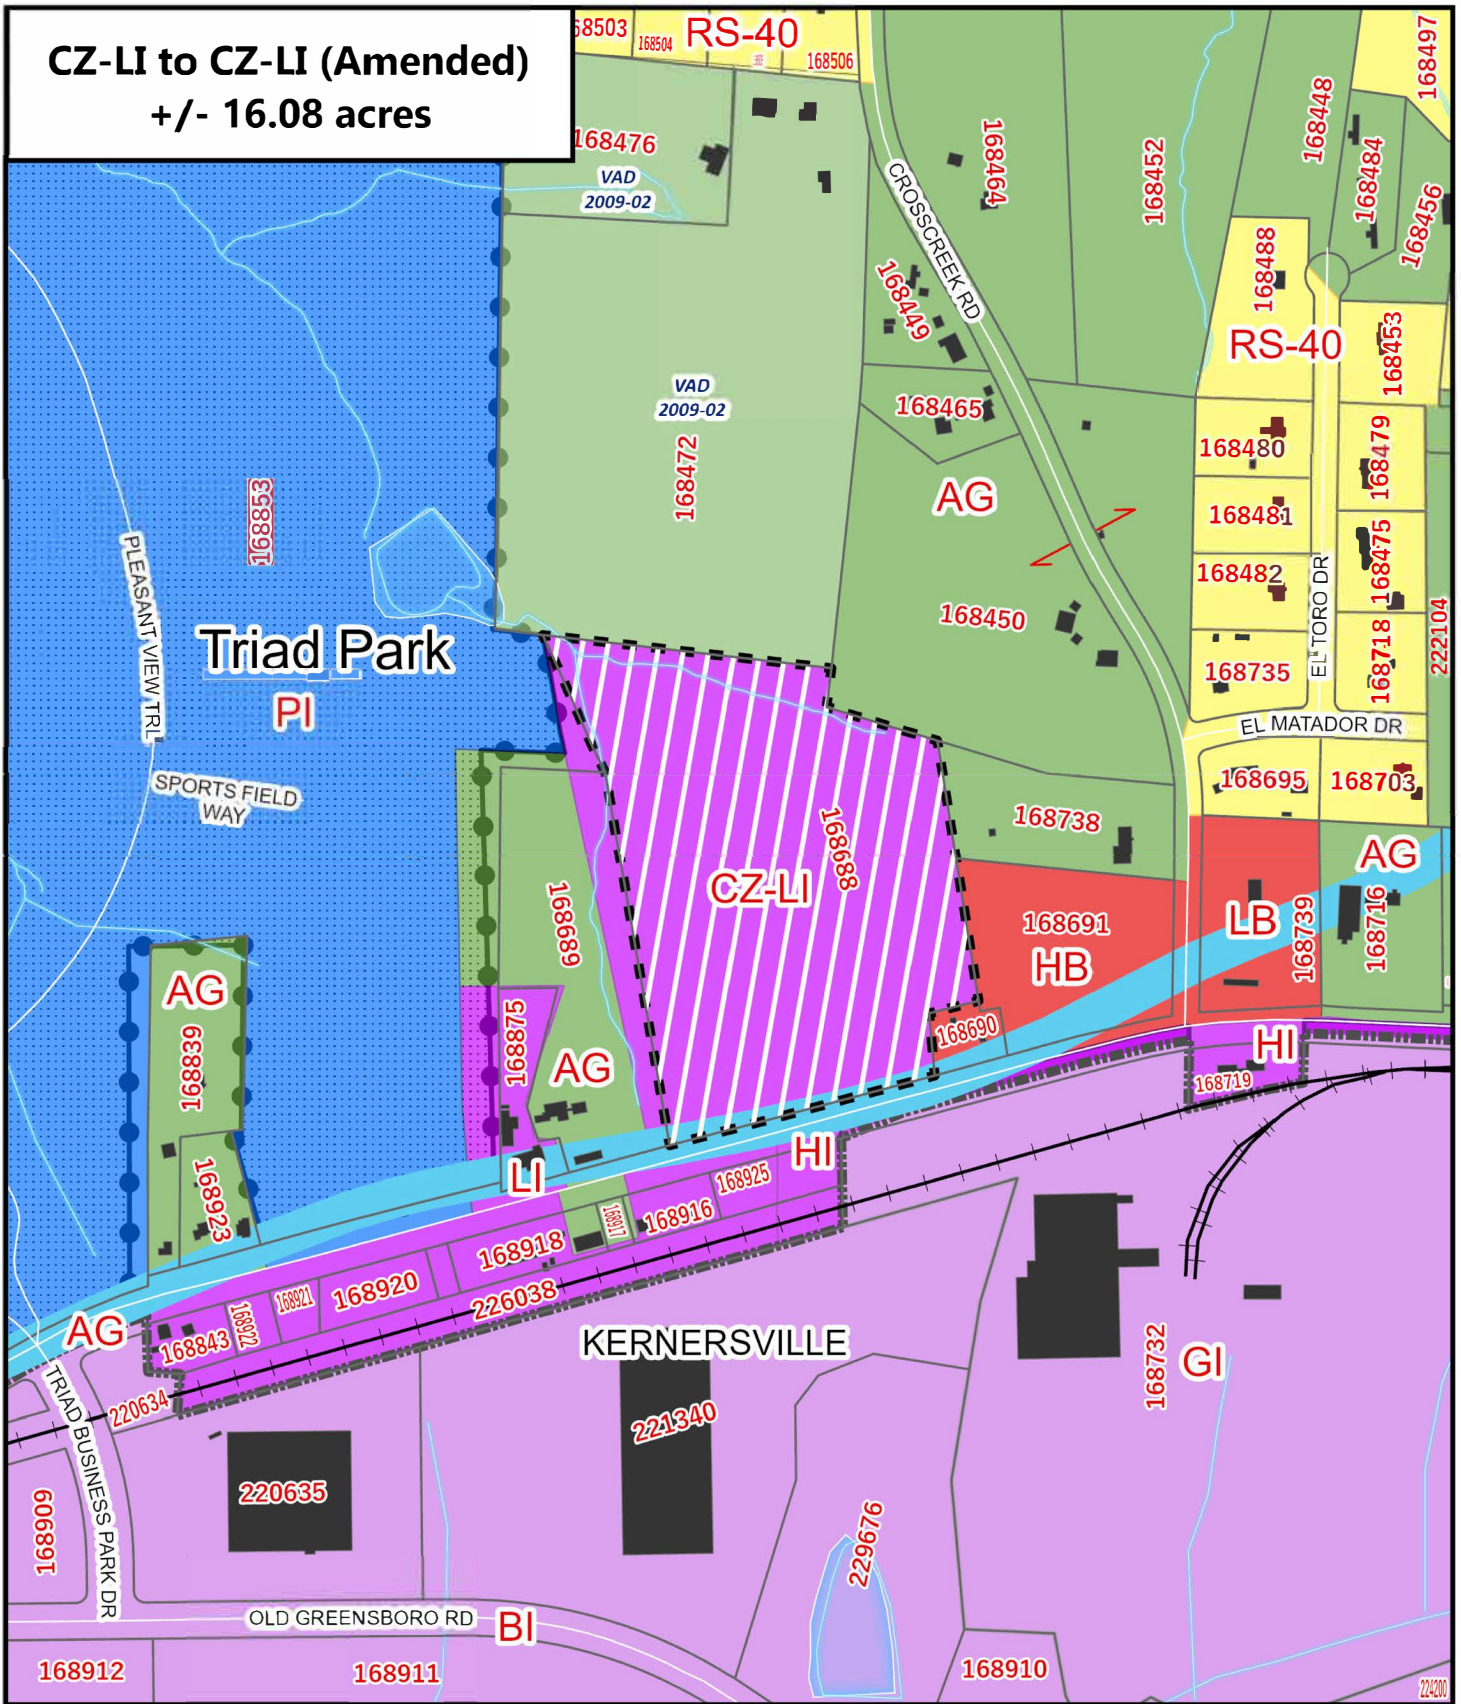 CZ-LI to CZ-LI (Amended)
+/- 16.08 acres
68503
168504
RS-40
168506
168497
168476
VAD
2009-02
168464
168452
168448
168484
168456
CROSSCREEK RD
168488
168449
RS-40
168453
VAD
2009-02
168472
168465
168480
168479
AG
168853
168481
168475
PLEASANT VIEW TRL
168482
EL TORO DR
222104
168450
Triad Park
168718
168735
PI
EL MATADOR DR
SPORTS FIELD
WAY
168695
168703
168738
168688
AG
CZ-LI
168689
168691
LB
168739
168716
HB
AG
168875
168690
168839
HI
AG
168719
HI
LI
168925
168923
168917
168916
168918
168920
168921
168922
226038
AG
168843
KERNERSVILLE
168732
GI
220634
TRIAD BUSINESS PARK DR
221340
220635
168909
229676
OLD GREENSBORO RD
BI
168912
168911
168910
224200